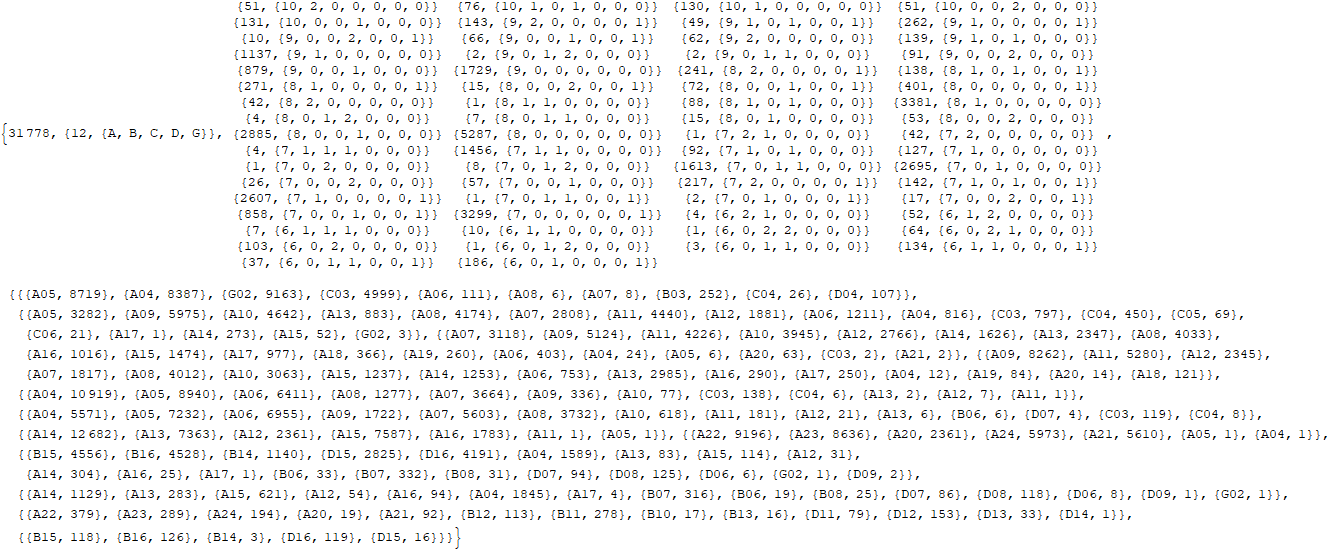 {51, {10, 2, 0, 0, 0, 0, 0}} {76, {10, 1, 0, 1, 0, 0, 0}} {130, {10, 1, 0, 0, 0, 0, 0}} {51, {10, 0, 0, 2, 0, 0, 0}}
{131, {10, 0, 0, 1, 0, 0, 0}} {143, {9, 2, 0, 0, 0, 0, 1}} {49, {9, 1, 0, 1, 0, 0, 1}} {262, {9, 1, 0, 0, 0, 0, 1}}
{10, {9, 0, 0, 2, 0, 0, 1}} {66, {9, 0, 0, 1, 0, 0, 1}} {62, {9, 2, 0, 0, 0, 0, 0}} {139, {9, 1, 0, 1, 0, 0, 0}}
{1137, {9, 1, 0, 0, 0, 0, 0}} {2, {9, 0, 1, 2, 0, 0, 0}} {2, {9, 0, 1, 1, 0, 0, 0}} {91, {9, 0, 0, 2, 0, 0, 0}}
{879, {9, 0, 0, 1, 0, 0, 0}} {1729, {9, 0, 0, 0, 0, 0, 0}} {241, {8, 2, 0, 0, 0, 0, 1}} {138, {8, 1, 0, 1, 0, 0, 1}}
{271, {8, 1, 0, 0, 0, 0, 1}} {15, {8, 0, 0, 2, 0, 0, 1}} {72, {8, 0, 0, 1, 0, 0, 1}} {401, {8, 0, 0, 0, 0, 0, 1}}
{42, {8, 2, 0, 0, 0, 0, 0}} {1, {8, 1, 1, 0, 0, 0, 0}} {88, {8, 1, 0, 1, 0, 0, 0}} {3381, {8, 1, 0, 0, 0, 0, 0}}
{4, {8, 0, 1, 2, 0, 0, 0}} {7, {8, 0, 1, 1, 0, 0, 0}} {15, {8, 0, 1, 0, 0, 0, 0}} {53, {8, 0, 0, 2, 0, 0, 0}}
{31778, {12, {A, B, C, D, G}}, {2885, {8, 0, 0, 1, 0, 0, 0}} {5287, {8, 0, 0, 0, 0, 0, 0}} {1, {7, 2, 1, 0, 0, 0, 0}} {42, {7, 2, 0, 0, 0, 0, 0}} ,
{4, {7, 1, 1, 1, 0, 0, 0}} {1456, {7, 1, 1, 0, 0, 0, 0}} {92, {7, 1, 0, 1, 0, 0, 0}} {127, {7, 1, 0, 0, 0, 0, 0}}
{1, {7, 0, 2, 0, 0, 0, 0}} {8, {7, 0, 1, 2, 0, 0, 0}} {1613, {7, 0, 1, 1, 0, 0, 0}} {2695, {7, 0, 1, 0, 0, 0, 0}}
{26, {7, 0, 0, 2, 0, 0, 0}} {57, {7, 0, 0, 1, 0, 0, 0}} {217, {7, 2, 0, 0, 0, 0, 1}} {142, {7, 1, 0, 1, 0, 0, 1}}
{2607, {7, 1, 0, 0, 0, 0, 1}} {1, {7, 0, 1, 1, 0, 0, 1}} {2, {7, 0, 1, 0, 0, 0, 1}} {17, {7, 0, 0, 2, 0, 0, 1}}
{858, {7, 0, 0, 1, 0, 0, 1}} {3299, {7, 0, 0, 0, 0, 0, 1}} {4, {6, 2, 1, 0, 0, 0, 0}} {52, {6, 1, 2, 0, 0, 0, 0}}
{7, {6, 1, 1, 1, 0, 0, 0}} {10, {6, 1, 1, 0, 0, 0, 0}} {1, {6, 0, 2, 2, 0, 0, 0}} {64, {6, 0, 2, 1, 0, 0, 0}}
{103, {6, 0, 2, 0, 0, 0, 0}} {1, {6, 0, 1, 2, 0, 0, 0}} {3, {6, 0, 1, 1, 0, 0, 0}} {134, {6, 1, 1, 0, 0, 0, 1}}
{37, {6, 0, 1, 1, 0, 0, 1}} {186, {6, 0, 1, 0, 0, 0, 1}}
{{{A05, 8719}, {A04, 8387}, {G02, 9163}, {C03, 4999}, {A06, 111}, {A08, 6}, {A07, 8}, {B03, 252}, {C04, 26}, {D04, 107}},
{{A05, 3282}, {A09, 5975}, {A10, 4642}, {A13, 883}, {A08, 4174}, {A07, 2808}, {A11, 4440}, {A12, 1881}, {A06, 1211}, {A04, 816}, {C03, 797}, {C04, 450}, {C05, 69},
{C06, 21}, {A17, 1}, {A14, 273}, {A15, 52}, {G02, 3}}, {{A07, 3118}, {A09, 5124}, {A11, 4226}, {A10, 3945}, {A12, 2766}, {A14, 1626}, {A13, 2347}, {A08, 4033},
{A16, 1016}, {A15, 1474}, {A17, 977}, {A18, 366}, {A19, 260}, {A06, 403}, {A04, 24}, {A05, 6}, {A20, 63}, {C03, 2}, {A21, 2}}, {{A09, 8262}, {A11, 5280}, {A12, 2345},
{A07, 1817}, {A08, 4012}, {A10, 3063}, {A15, 1237}, {A14, 1253}, {A06, 753}, {A13, 2985}, {A16, 290}, {A17, 250}, {A04, 12}, {A19, 84}, {A20, 14}, {A18, 121}},
{{A04, 10919}, {A05, 8940}, {A06, 6411}, {A08, 1277}, {A07, 3664}, {A09, 336}, {A10, 77}, {C03, 138}, {C04, 6}, {A13, 2}, {A12, 7}, {A11, 1}},
{{A04, 5571}, {A05, 7232}, {A06, 6955}, {A09, 1722}, {A07, 5603}, {A08, 3732}, {A10, 618}, {A11, 181}, {A12, 21}, {A13, 6}, {B06, 6}, {D07, 4}, {C03, 119}, {C04, 8}},
{{A14, 12682}, {A13, 7363}, {A12, 2361}, {A15, 7587}, {A16, 1783}, {A11, 1}, {A05, 1}}, {{A22, 9196}, {A23, 8636}, {A20, 2361}, {A24, 5973}, {A21, 5610}, {A05, 1}, {A04, 1}},
{{B15, 4556}, {B16, 4528}, {B14, 1140}, {D15, 2825}, {D16, 4191}, {A04, 1589}, {A13, 83}, {A15, 114}, {A12, 31},
{A14, 304}, {A16, 25}, {A17, 1}, {B06, 33}, {B07, 332}, {B08, 31}, {D07, 94}, {D08, 125}, {D06, 6}, {G02, 1}, {D09, 2}},
{{A14, 1129}, {A13, 283}, {A15, 621}, {A12, 54}, {A16, 94}, {A04, 1845}, {A17, 4}, {B07, 316}, {B06, 19}, {B08, 25}, {D07, 86}, {D08, 118}, {D06, 8}, {D09, 1}, {G02, 1}},
{{A22, 379}, {A23, 289}, {A24, 194}, {A20, 19}, {A21, 92}, {B12, 113}, {B11, 278}, {B10, 17}, {B13, 16}, {D11, 79}, {D12, 153}, {D13, 33}, {D14, 1}},
{{B15, 118}, {B16, 126}, {B14, 3}, {D16, 119}, {D15, 16}}}}